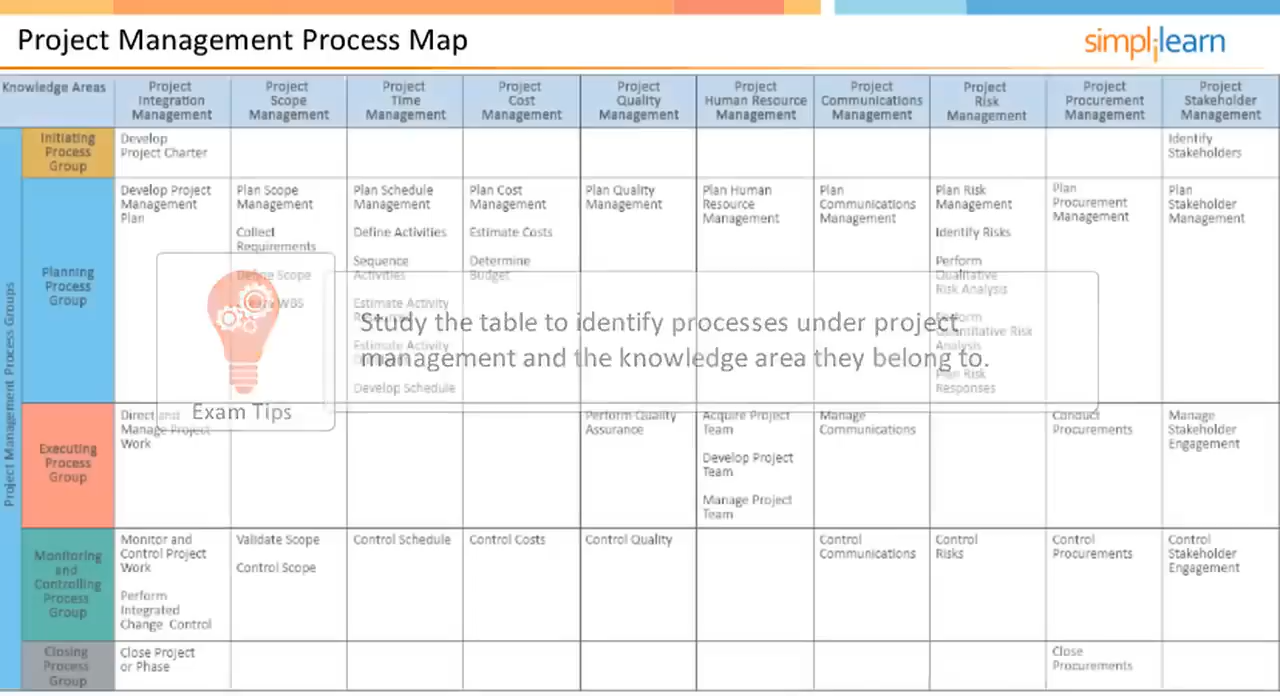 Project Management Process Map
simplilearn
Knowledge Areas
Project
Integration
Management
Project
Scope
Management
Project
Time
Management
Project
Cost
Management
Project
Quality
Management
Project
Human Resource
Management
Project
Communications
Management
Project
Risk
Management
Project
Procurement
Management
Project
Stakeholder
Management
Project Management Process Groups
Initiating
Process
Group
Develop
Project Charter
Identify
Stakeholders
Planning
Process
Group
Develop Project
Management
Plan
Plan Scope
Management
Collect
Requirements
Define Scope
WBS
Plan Schedule
Management
Define Activities
Sequence
Activities
Estimate Activity
Estimate Activity
Develop Schedule
Plan Cost
Management
Estimate Costs
Determine
Budget
Plan Quality
Management
Plan Human
Resource
Management
Plan
Communications
Management
Plan Risk
Management
Identify Risks
Perform
Qualitative
Risk Analysis
Perform
Quantitative Risk
Analysis
Plan Risk
Responses
Plan
Procurement
Management
Plan
Stakeholder
Management
Exam Tips
Study the table to identify processes under project
management and the knowledge area they belong to.
Executing
Process
Group
Direct and
Manage Project
Work
Perform Quality
Assurance
Acquire Project
Team
Develop Project
Team
Manage Project
Team
Manage
Communications
Conduct
Procurements
Manage
Stakeholder
Engagement
Monitoring
and
Controlling
Process
Group
Monitor and
Control Project
Work
Perform
Integrated
Change Control
Validate Scope
Control Scope
Control Schedule
Control Costs
Control Quality
Control
Communications
Control
Risks
Control
Procurements
Control
Stakeholder
Engagement
Closing
Process
Group
Close Project
or Phase
Close
Procurements